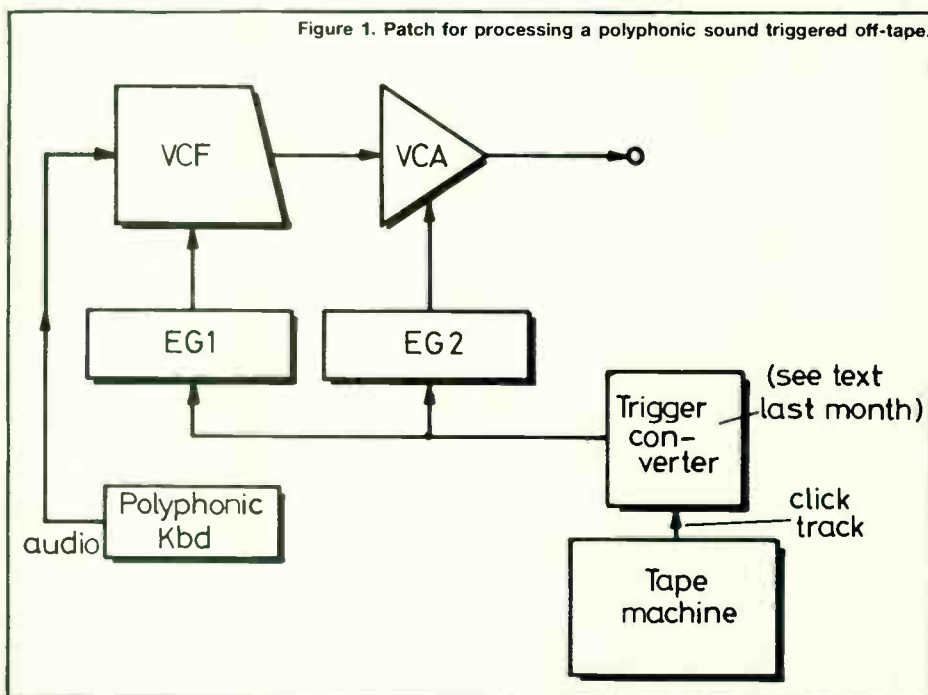 Figure 1. Patch for processing a polyphonic sound triggered off-tape.
VCF
VCA
EG1
EG2
Trigger
con-
verter
(see text
last month)
click
track
Polyphonic
Kbd
audio
Tape
machine